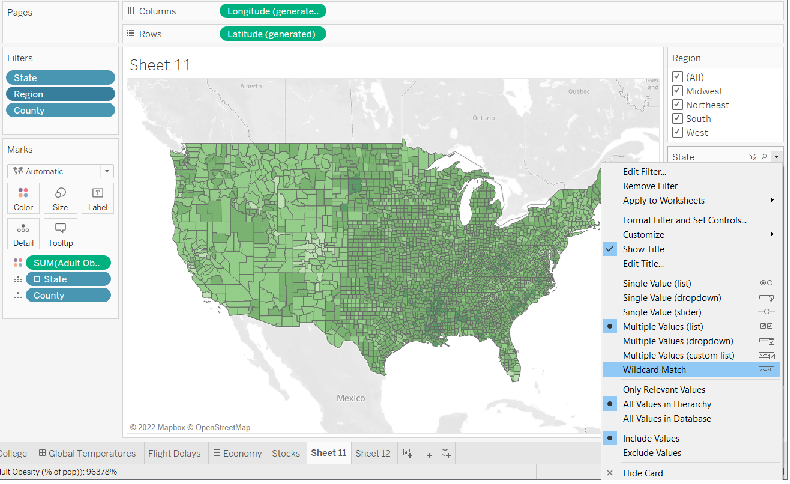 Pages
Columns
Longitude (generate..
Rows
Latitude (generated)
Filters
State
Region
County
Marks
Automatic
Color
Size
Label
Detail
Tooltip
SUM(Adult Ob..
State
County
Sheet 11
Ontario
Quebec
Mexico
© 2022 Mapbox © OpenStreetMap
Region
(All)
Midwest
Northeast
South
West
State
Edit Filter...
Remove Filter
Apply to Worksheets
Format Filter and Set Controls...
Customize
Show Title
Edit Title...
Single Value (list)
Single Value (dropdown)
Single Value (slider)
Multiple Values (list)
Multiple Values (dropdown)
Multiple Values (custom list)
Wildcard Match
Only Relevant Values
All Values in Hierarchy
All Values in Database
Include Values
Exclude Values
Hide Card
College
Global Temperatures
Flight Delays
Economy
Stocks
Sheet 11
Sheet 12
dult Obesity (% of pop)): 96378%